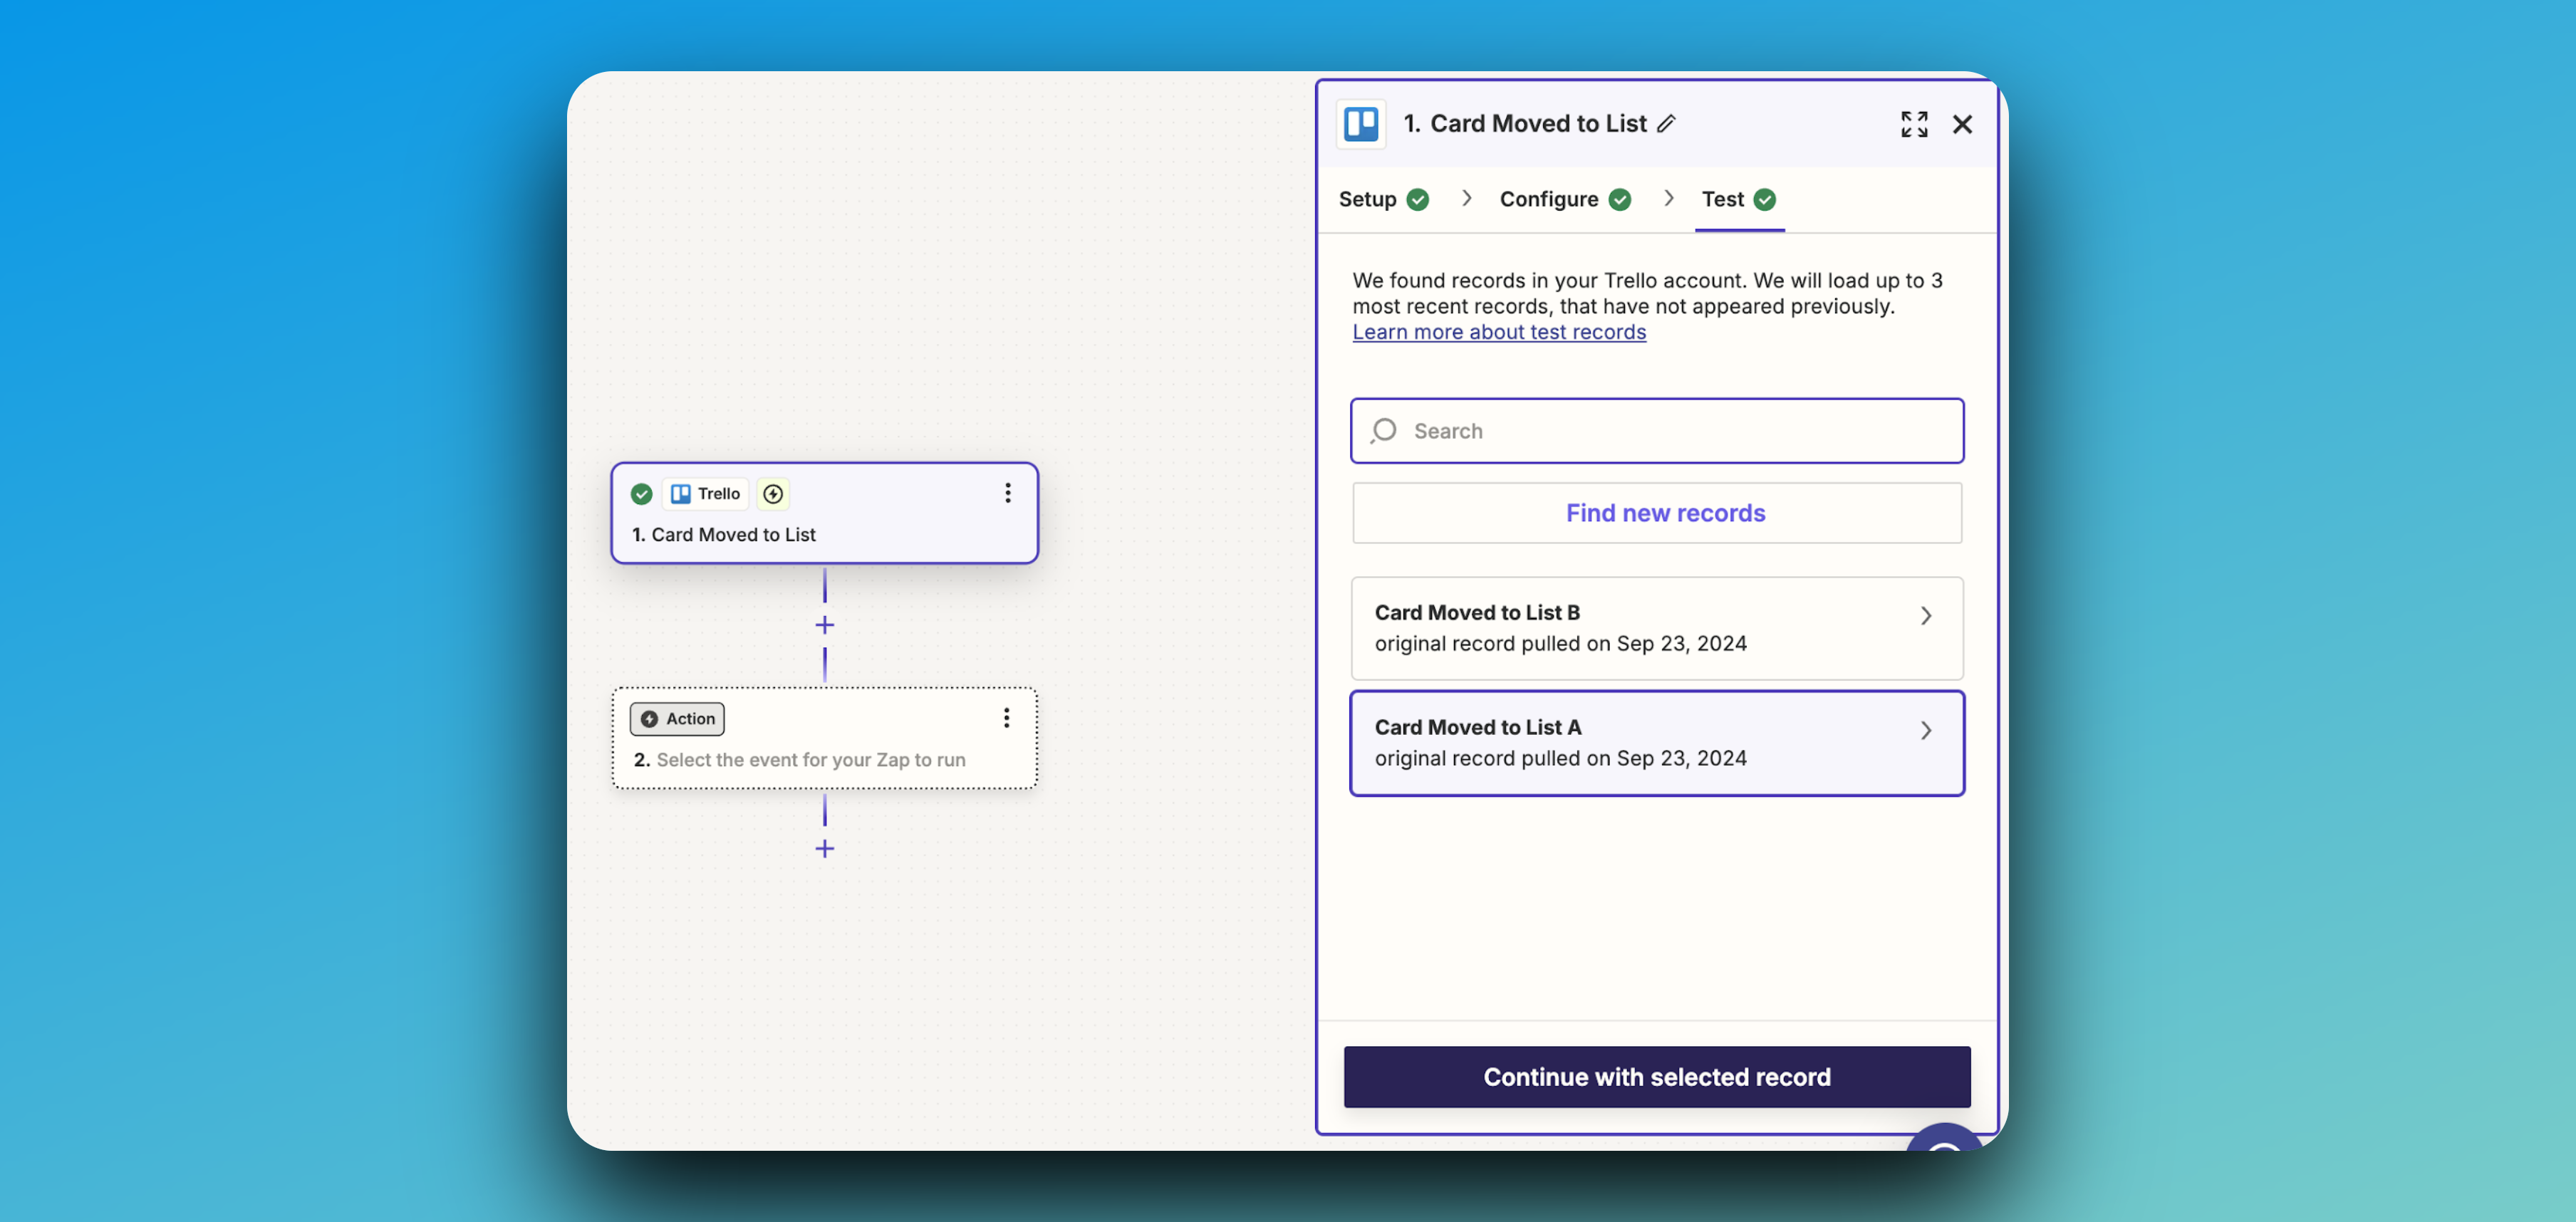 Trello
1. Card Moved to List
Action
2. Select the event for your Zap to run
1. Card Moved to List
Setup
Configure
Test
We found records in your Trello account. We will load up to 3
most recent records, that have not appeared previously.
Learn more about test records
Search
Find new records
Card Moved to List B
original record pulled on Sep 23, 2024
Card Moved to List A
original record pulled on Sep 23, 2024
Continue with selected record